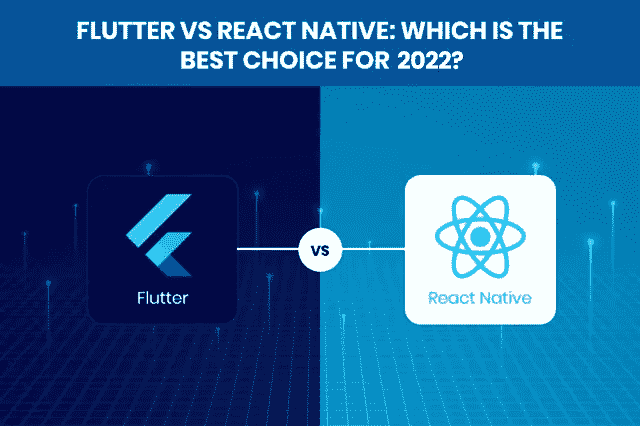 FLUTTER VS REACT NATIVE: WHICH IS THE
BEST CHOICE FOR 2022?
Flutter
VS
React Native